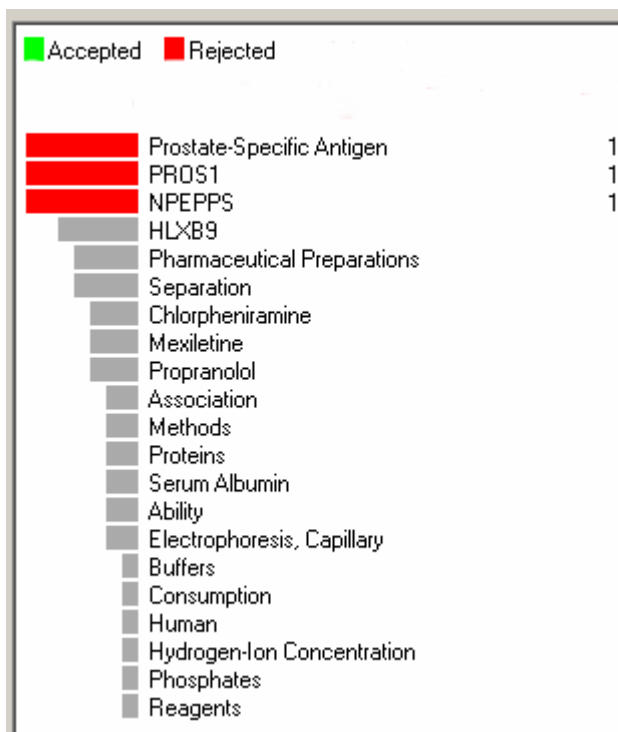 Accepted Rejected
Prostate-Specific Antigen 1
PROS1 1
NPEPPS 1
HLXB9
Pharmaceutical Preparations
Separation
Chlorpheniramine
Mexiletine
Propranolol
Association
Methods
Proteins
Serum Albumin
Ability
Electrophoresis, Capillary
Buffers
Consumption
Human
Hydrogen-Ion Concentration
Phosphates
Reagents